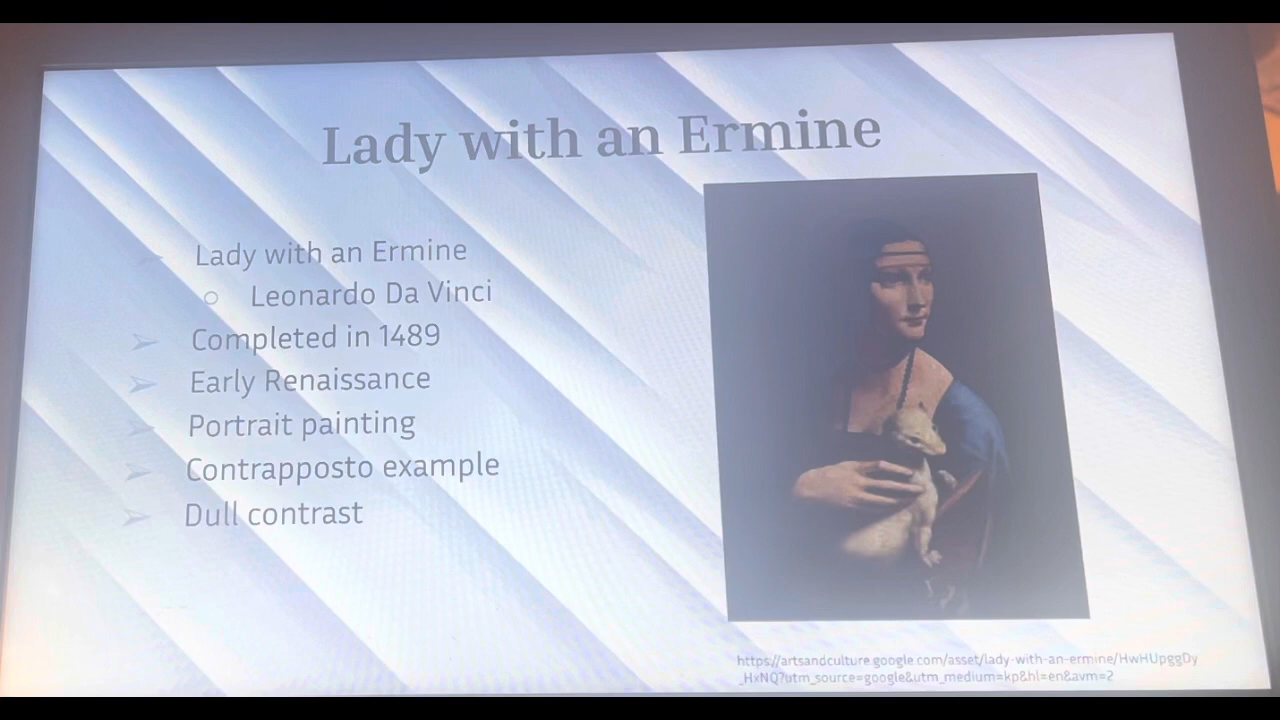 Lady with an Ermine
Lady with an Ermine
Leonardo Da Vinci
Completed in 1489
Early Renaissance
Portrait painting
Contrapposto example
Dull contrast
https://artsandculture.google.com/asset/lady-with-an-ermine/HwHUpggDy
_HxNQ?utm_source=google&utm_medium=kp&hl=en&avm=2